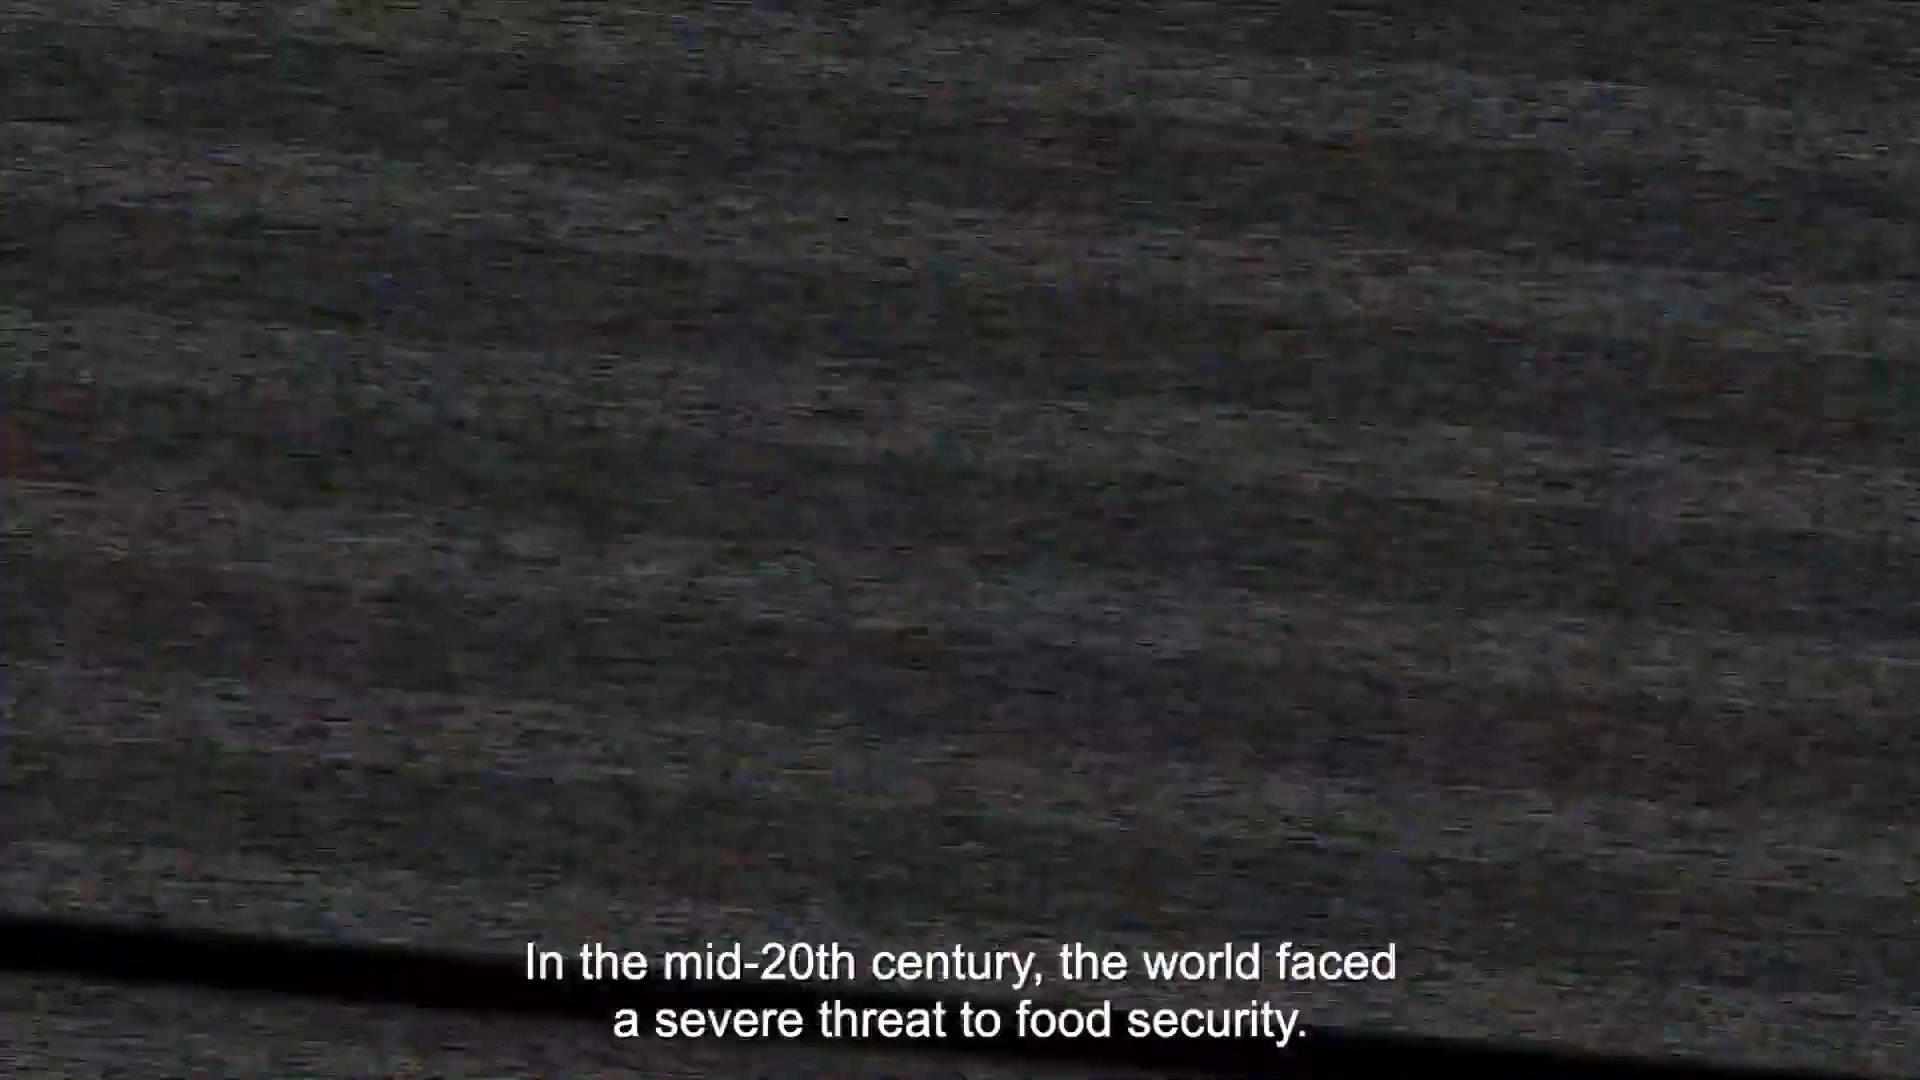 In the mid-20th century, the world faced
a severe threat to food security.